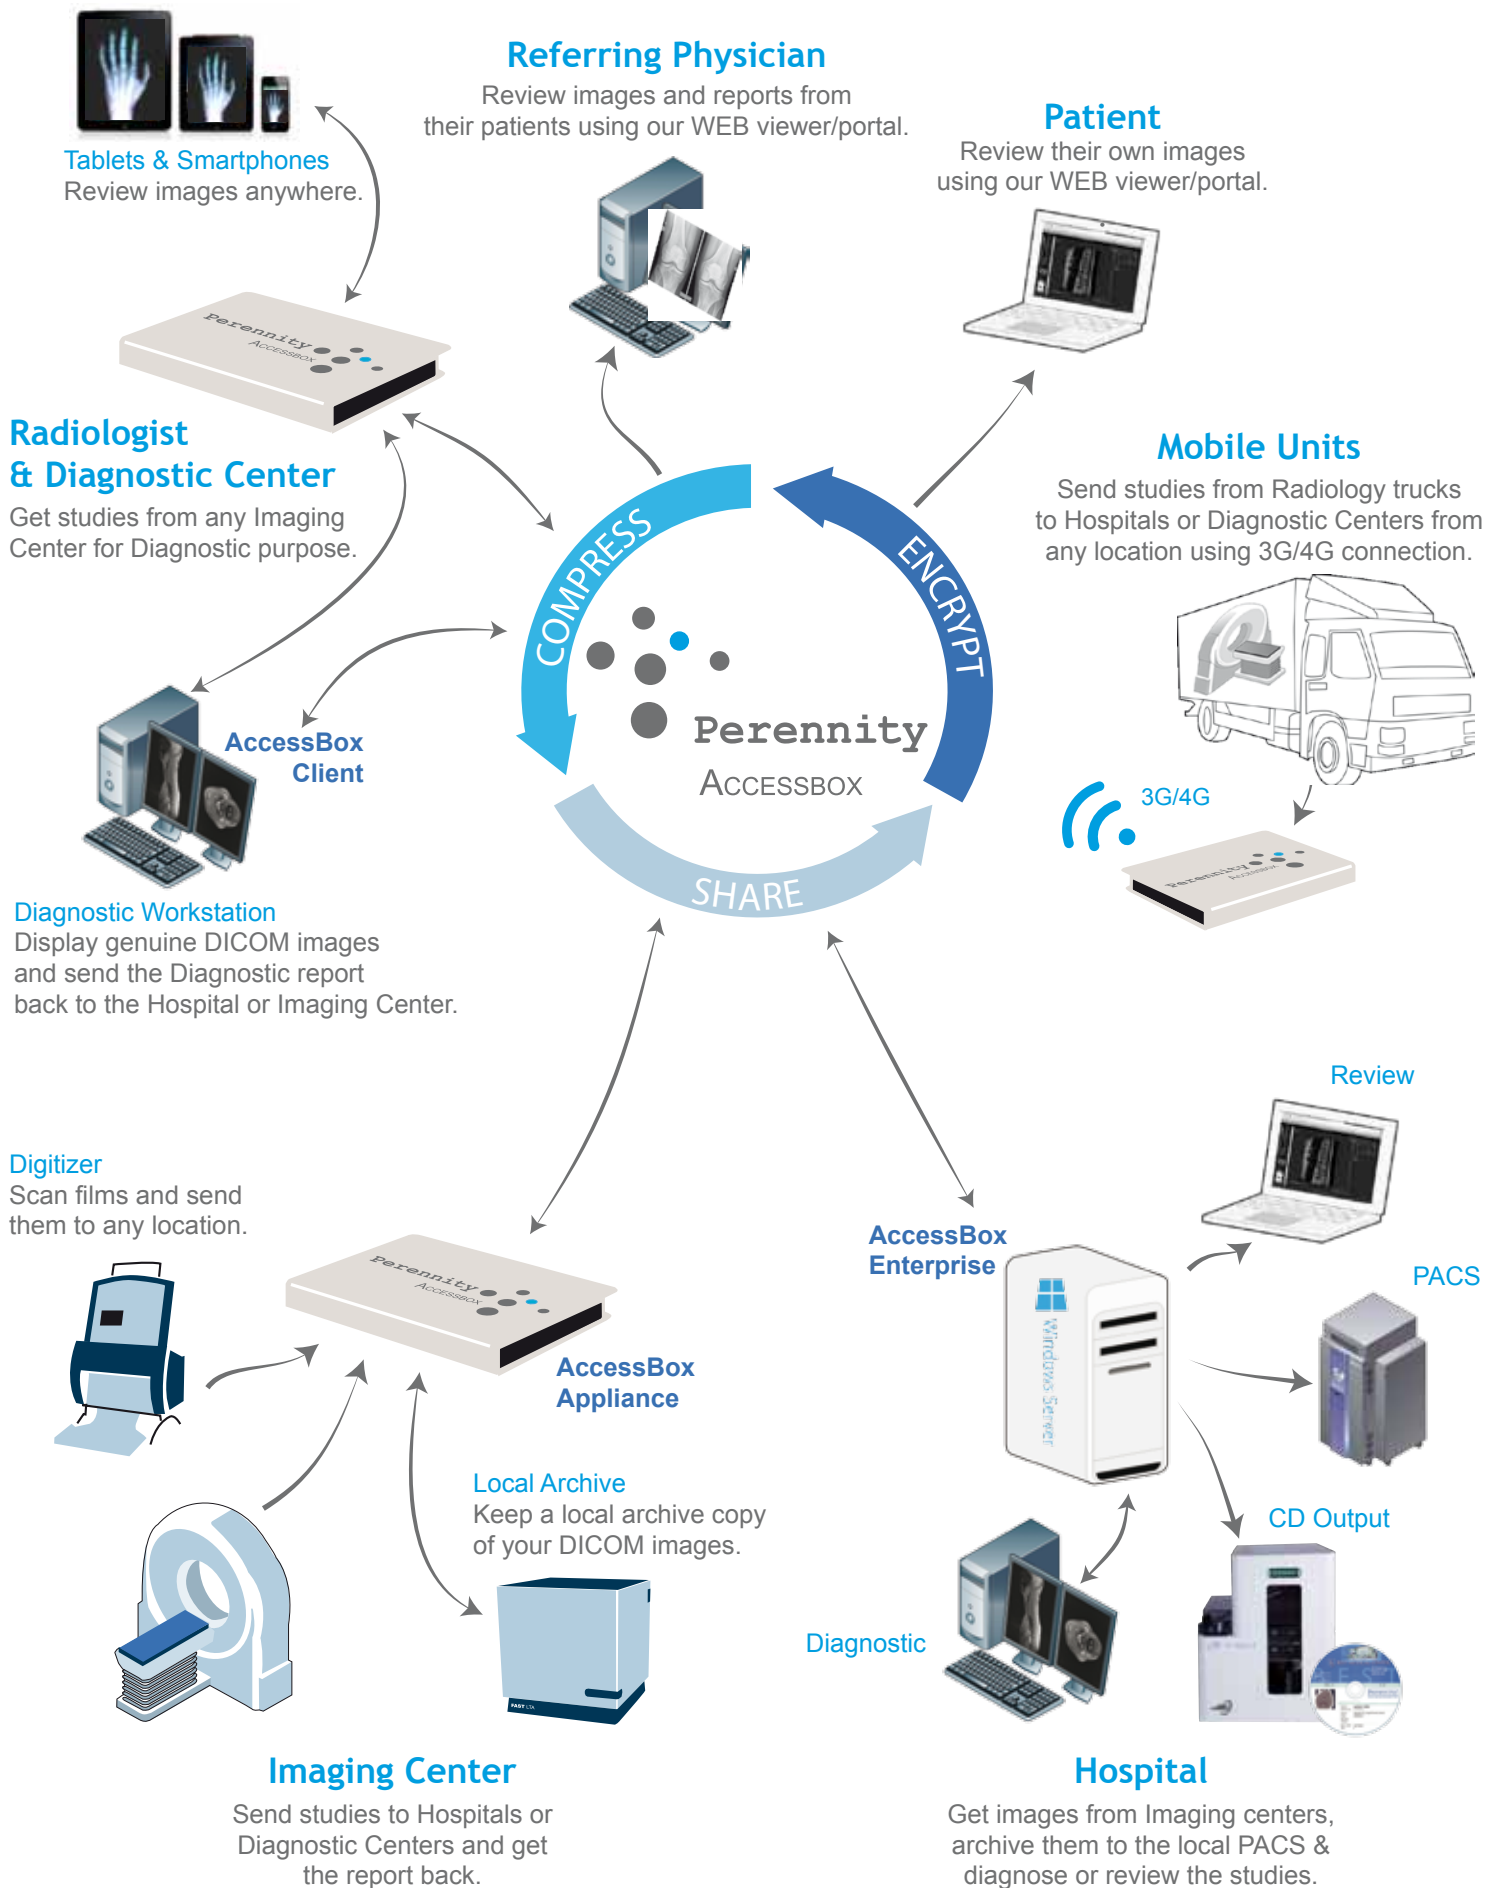 Referring Physician
Review images and reports from
their patients using our WEB viewer/portal.
Patient
Review their own images
using our WEB viewer/portal.
Tablets & Smartphones
Review images anywhere.
Perennity
ACCESSBOX
Radiologist
& Diagnostic Center
Get studies from any Imaging
Center for Diagnostic purpose.
Mobile Units
Send studies from Radiology trucks
to Hospitals or Diagnostic Centers from
any location using 3G/4G connection.
COMPRESS
ENCRYPT
SHARE
Perennity
ACCESSBOX
AccessBox
Client
3G/4G
Perennity
ACCESSBOX
Diagnostic Workstation
Display genuine DICOM images
and send the Diagnostic report
back to the Hospital or Imaging Center.
Review
Digitizer
Scan films and send
them to any location.
Perennity
ACCESSBOX
AccessBox
Appliance
AccessBox
Enterprise
Windows Server
PACS
Local Archive
Keep a local archive copy
of your DICOM images.
FAST LTA
CD Output
Diagnostic
Imaging Center
Send studies to Hospitals or
Diagnostic Centers and get
the report back.
Hospital
Get images from Imaging centers,
archive them to the local PACS &
diagnose or review the studies.